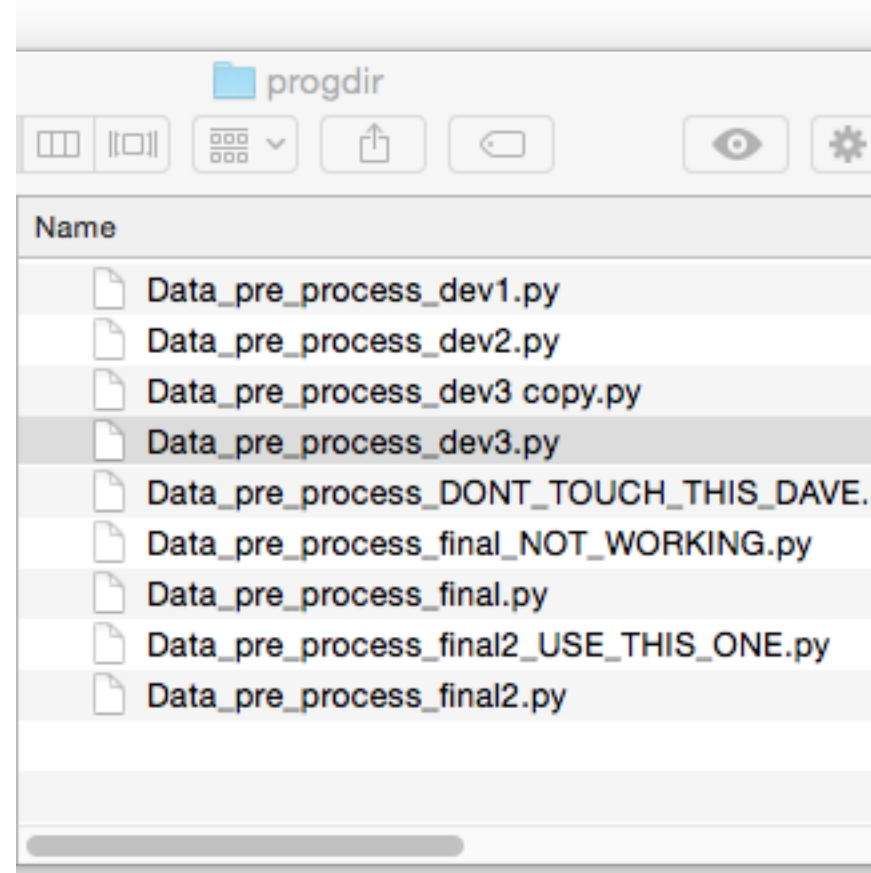 progdir
Name
Data_pre_process_dev1.py
Data_pre_process_dev2.py
Data_pre_process_dev3 copy.py
Data_pre_process_dev3.py
Data_pre_process_DONT_TOUCH_THIS_DAVE.
Data_pre_process_final_NOT_WORKING.py
Data_pre_process_final.py
Data_pre_process_final2_USE_THIS_ONE.py
Data_pre_process_final2.py